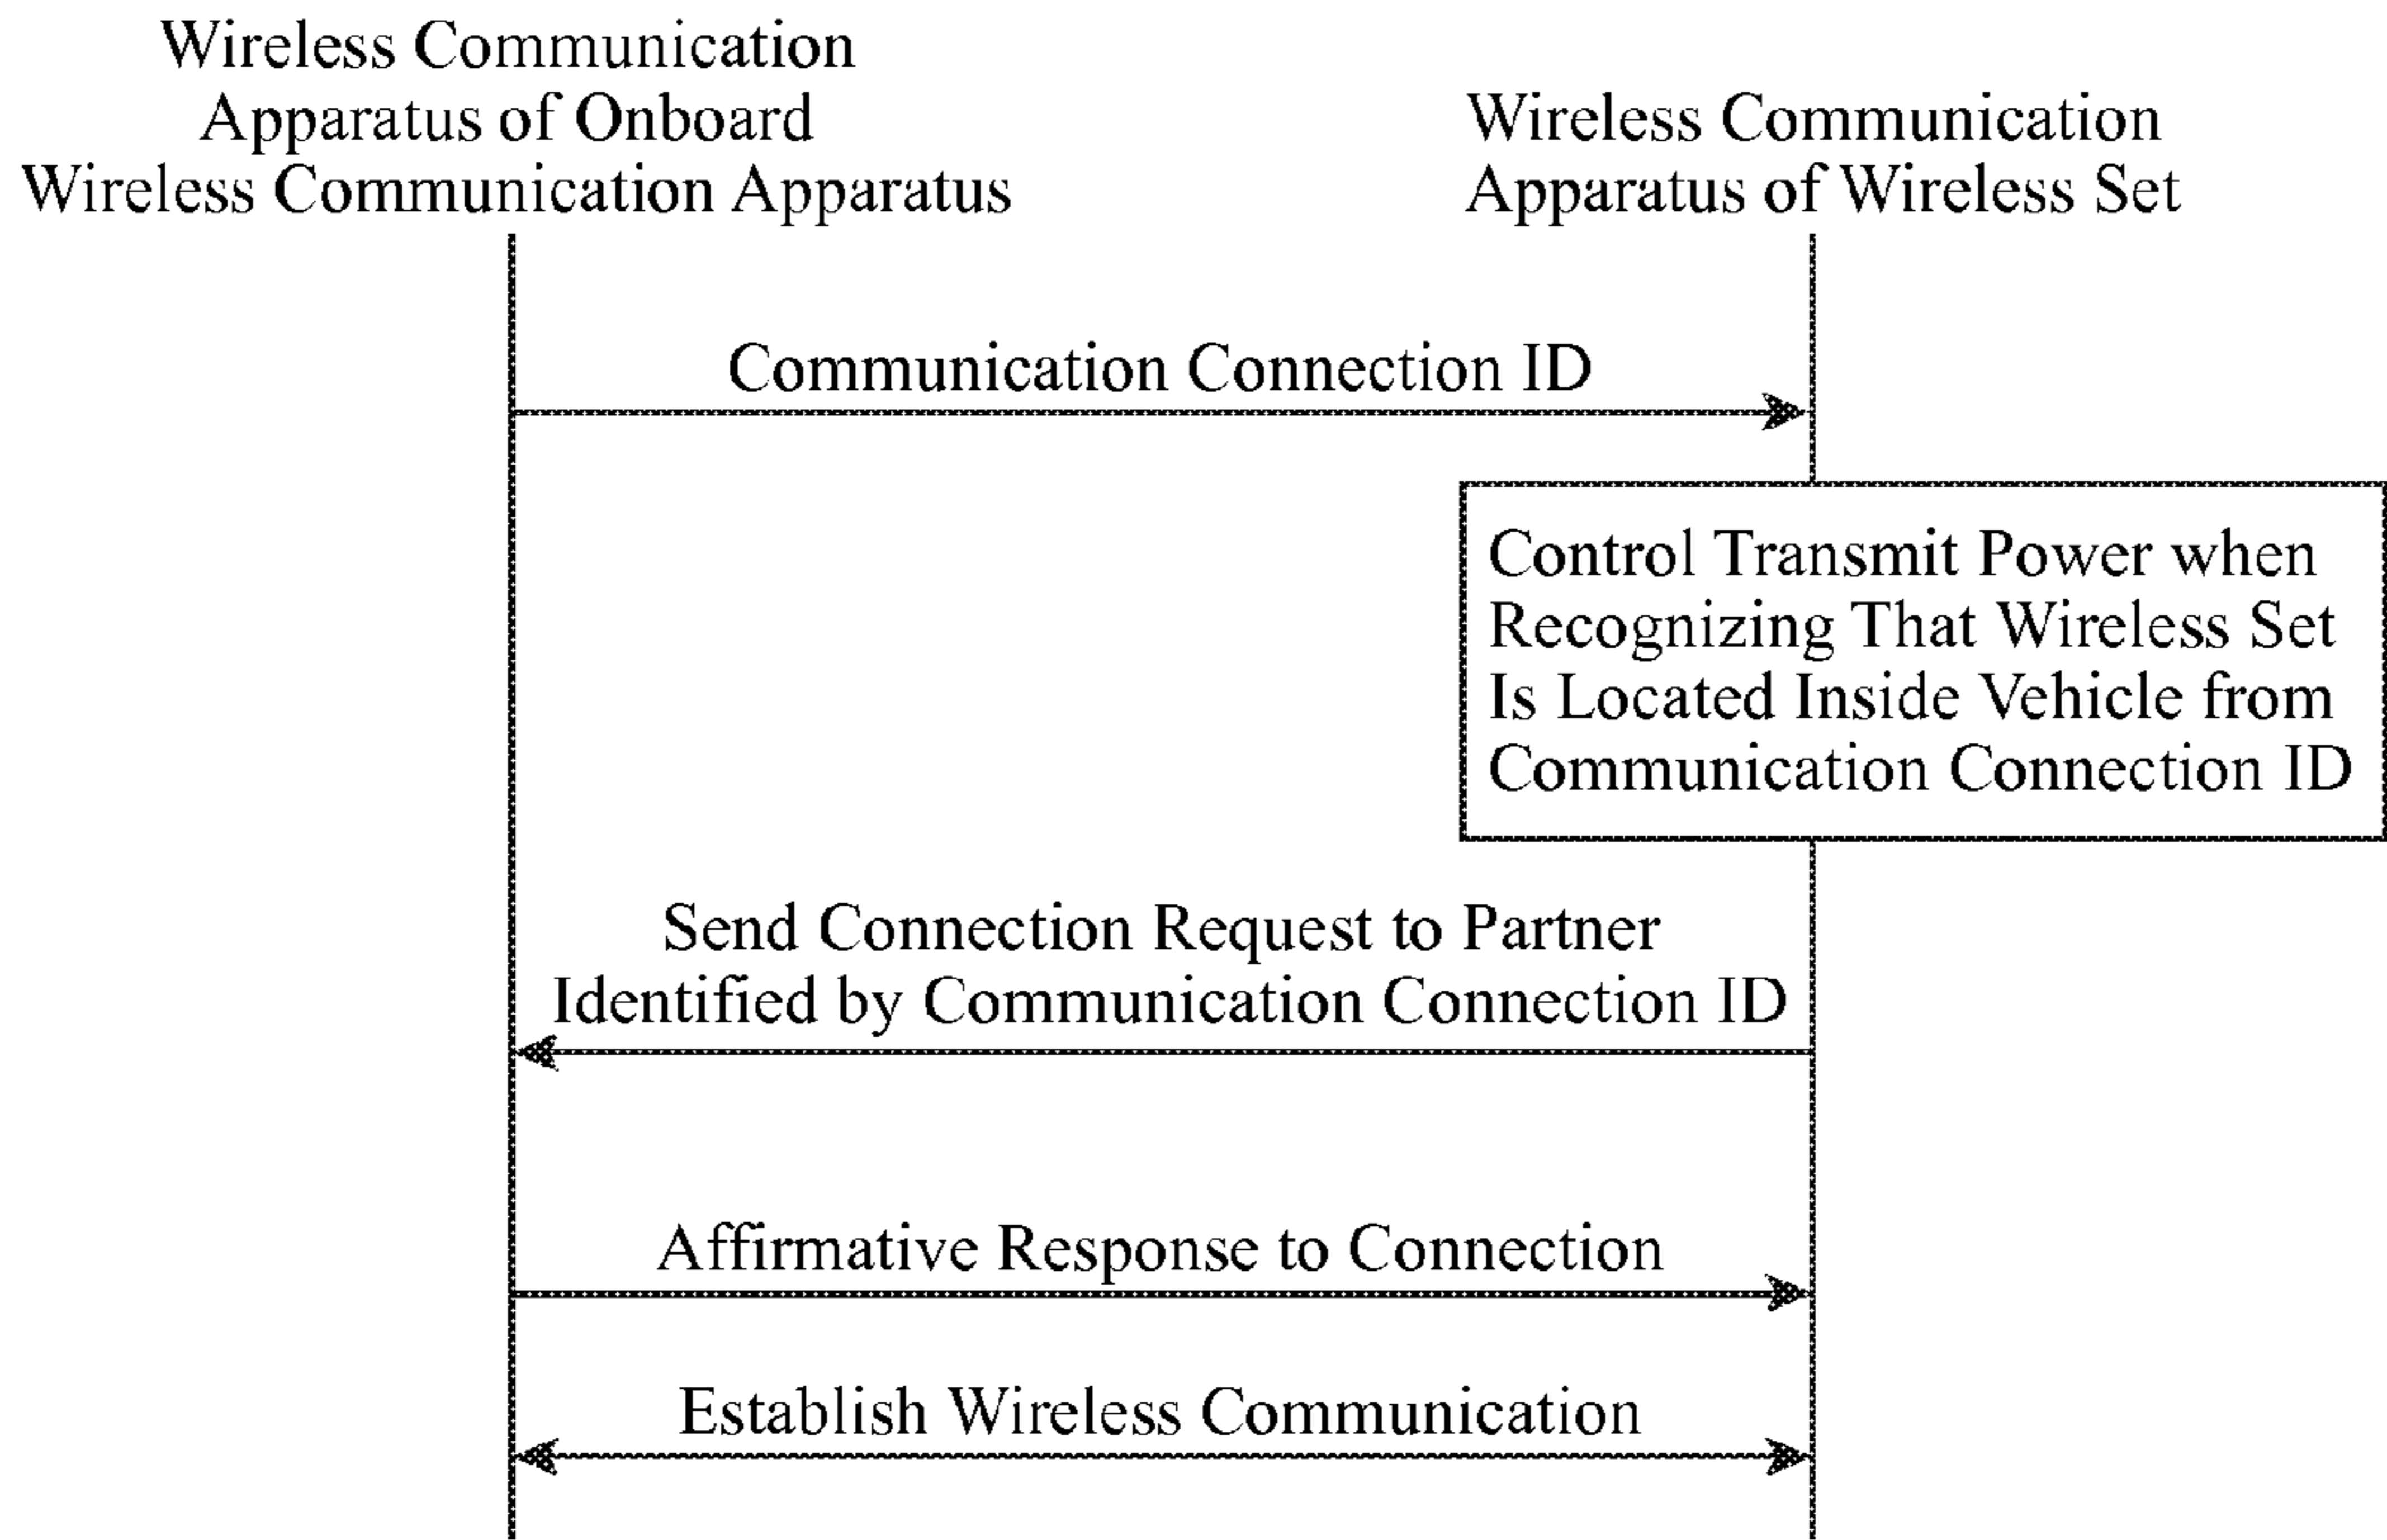 Wireless Communication
Apparatus of Onboard
Wireless Communication Apparatus
Wireless Communication
Apparatus of Wireless Set
Communication Connection ID
Control Transmit Power when
Recognizing That Wireless Set
Is Located Inside Vehicle from
Communication Connection ID
Send Connection Request to Partner
Identified by Communication Connection ID
Affirmative Response to Connection
Establish Wireless Communication